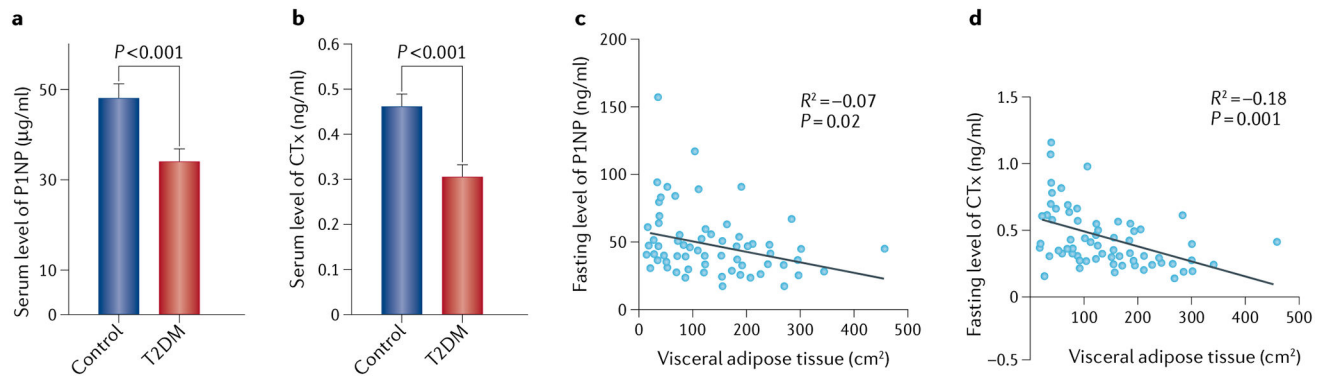 a
Serum level of P1NP (μg/ml)
50
30
10
0
P<0.001
Control
T2DM
b
Serum level of CTx (ng/ml)
0.6
0.5
0.4
0.3
0.2
0.1
0
P<0.001
Control
T2DM
c
Fasting level of P1NP (ng/ml)
200
150
100
50
0
R²=−0.07
P=0.02
0
100
200
300
400
500
Visceral adipose tissue (cm²)
d
Fasting level of CTx (ng/ml)
1.5
1.0
0.5
0
−0.5
R²=−0.18
P=0.001
100
200
300
400
500
Visceral adipose tissue (cm²)